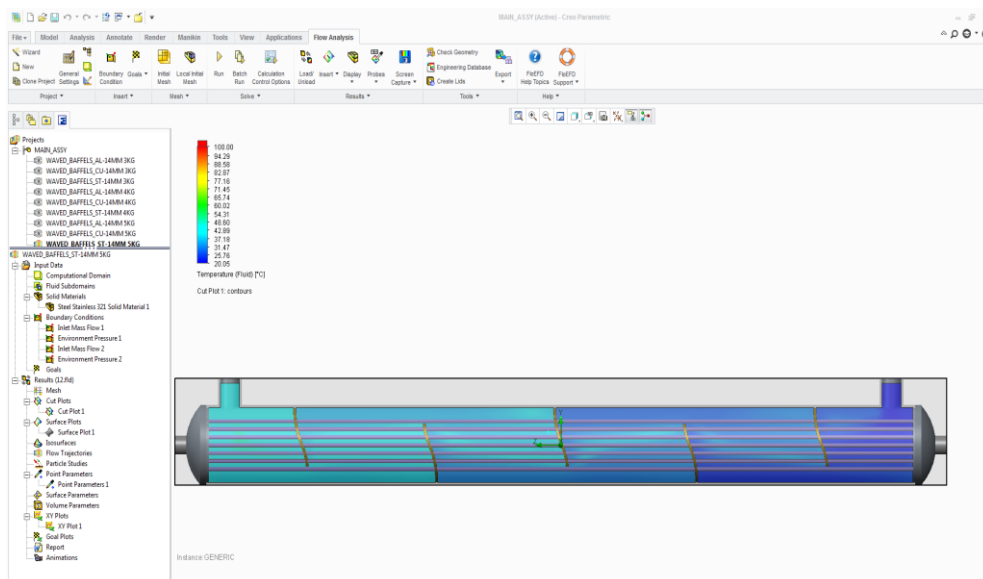 MAIN_ASSY (Active) - Creo Parametric
File Model Analysis Annotate Render Manikin Tools View Applications Flow Analysis
Wizard
New
Clone Project
General Settings
Boundary Condition
Goals
Initial Mesh
Local Initial Mesh
Run
Batch Run
Calculation Control Options
Load/ Unload
Insert
Display
Probes
Screen Capture
Check Geometry
Engineering Database
Create Lids
Export
FloEFD Help Topics
FloEFD Support
Project Insert Mesh Solve Results Tools Help
Projects
MAIN_ASSY
WAVED_BAFFELS_AL-14MM 3KG
WAVED_BAFFELS_CU-14MM 3KG
WAVED_BAFFELS_ST-14MM 3KG
WAVED_BAFFELS_AL-14MM 4KG
WAVED_BAFFELS_CU-14MM 4KG
WAVED_BAFFELS_ST-14MM 4KG
WAVED_BAFFELS_AL-14MM 5KG
WAVED_BAFFELS_CU-14MM 5KG
WAVED_BAFFELS_ST-14MM 5KG
WAVED_BAFFELS_ST-14MM 5KG
Input Data
Computational Domain
Fluid Subdomains
Solid Materials
Steel Stainless 321 Solid Material 1
Boundary Conditions
Inlet Mass Flow 1
Environment Pressure 1
Inlet Mass Flow 2
Environment Pressure 2
Goals
Results (12.fld)
Mesh
Cut Plots
Cut Plot 1
Surface Plots
Surface Plot 1
Isosurfaces
Flow Trajectories
Particle Studies
Point Parameters
Point Parameters 1
Surface Parameters
Volume Parameters
XY Plots
XY Plot 1
Goal Plots
Report
Animations
100.00
94.29
88.58
82.87
77.16
71.45
65.74
60.02
54.31
48.60
42.89
37.18
31.47
25.76
20.05
Temperature (Fluid) [°C]
Cut Plot 1: contours
Y
Z
Instance:GENERIC